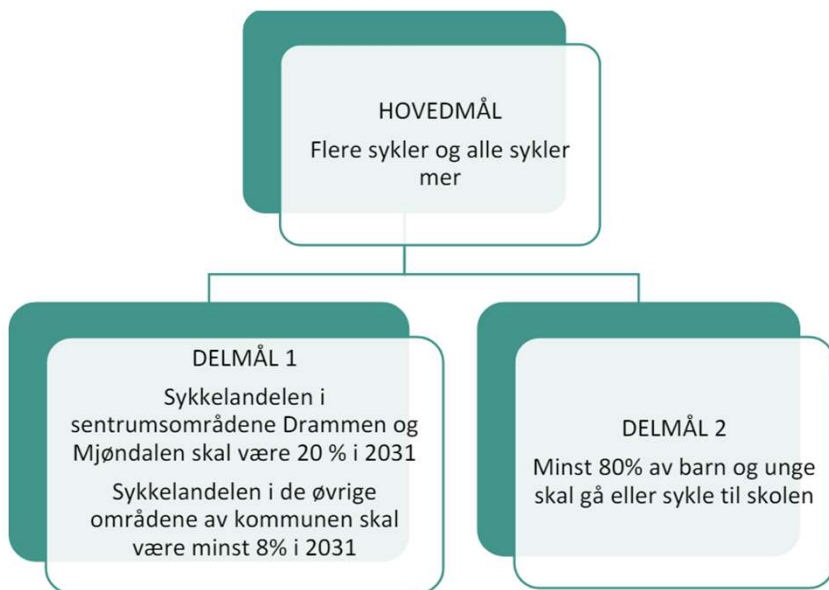 HOVEDMÅL
Flere sykler og alle sykler
mer
DELMÅL 1
Sykkelandelen i
sentrumsområdene Drammen og
Mjøndalen skal være 20 % i 2031
Sykkelandelen i de øvrige
områdene av kommunen skal
være minst 8% i 2031
DELMÅL 2
Minst 80% av barn og unge
skal gå eller sykle til skolen